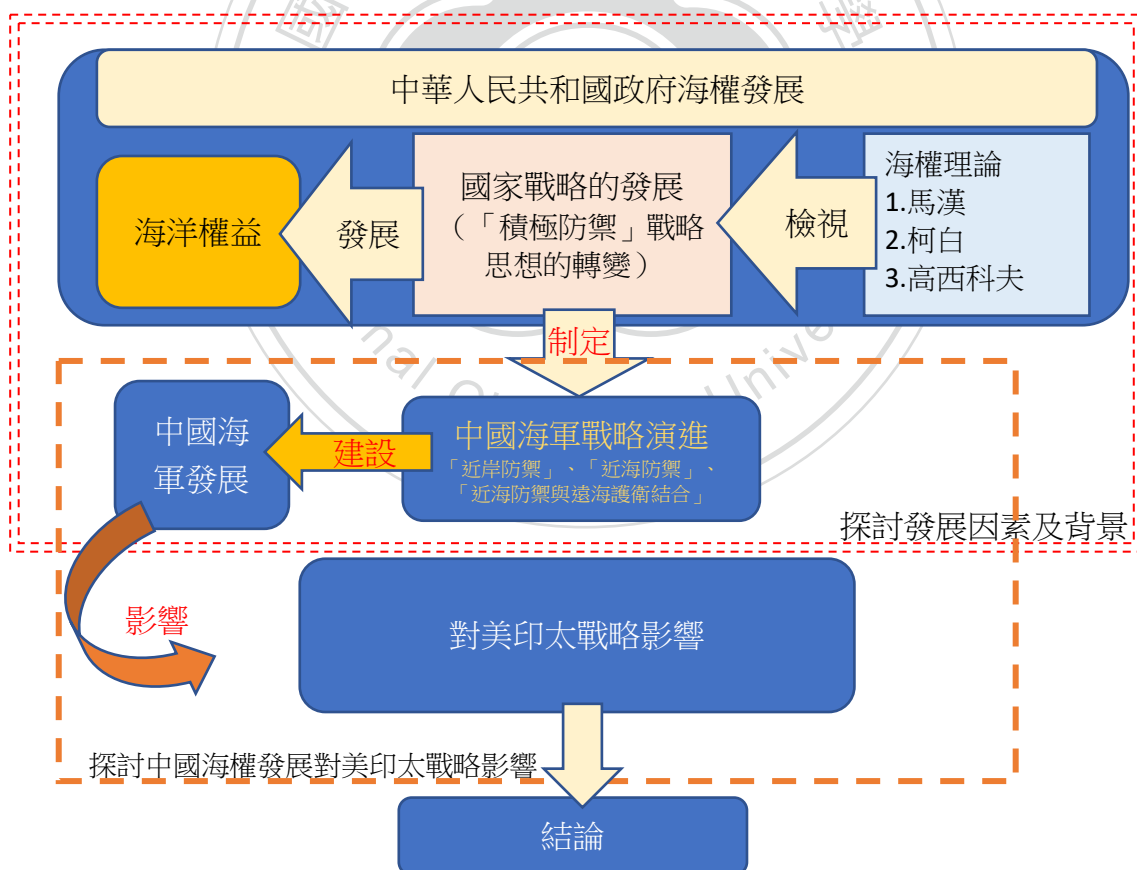 國
學
中華人民共和國政府海權發展
海洋權益
發展
國家戰略的發展
（「積極防禦」戰略
思想的轉變）
檢視
海權理論
1.馬漢
2.柯白
3.高西科夫
制定
中國海
軍發展
建設
中國海軍戰略演進
「近岸防禦」、「近海防禦」、
「近海防禦與遠海護衛結合」
探討發展因素及背景
影響
對美印太戰略影響
探討中國海權發展對美印太戰略影響
結論